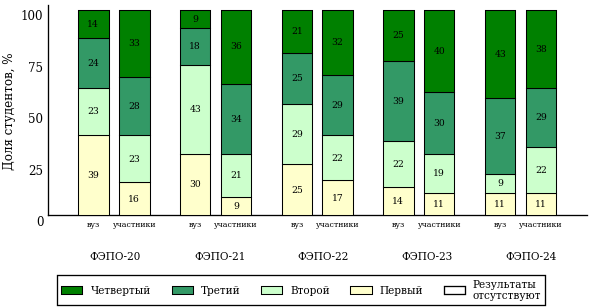 100
75
50
25
0
Доля студентов, %
14 33 9 36 21 32 25 40 43 38
24 28 18 34 25 29 39 30 37 29
23 23 43 21 29 22 22 19 9 22
39 16 30 9 25 17 14 11 11 11
вуз участники вуз участники вуз участники вуз участники вуз участники
ФЭПО-20 ФЭПО-21 ФЭПО-22 ФЭПО-23 ФЭПО-24
Четвертый Третий Второй Первый Результаты
отсутствуют